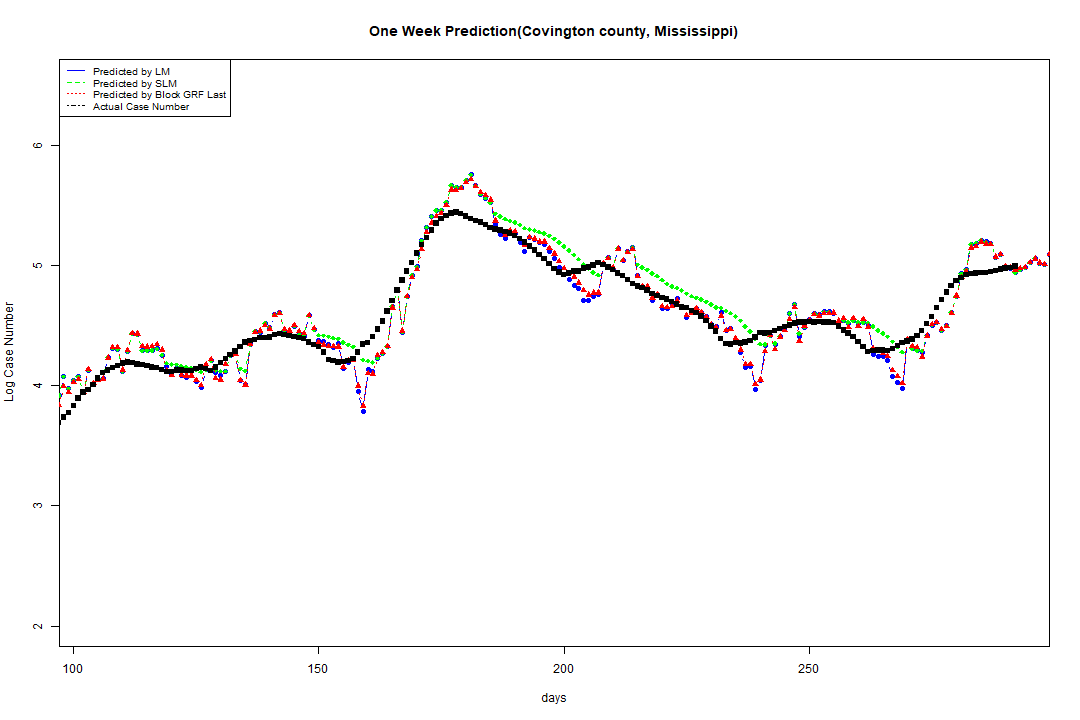 One Week Prediction(Covington county, Mississippi)
Predicted by LM
Predicted by SLM
Predicted by Block GRF Last
Actual Case Number
6
5
4
3
2
Log Case Number
100 150 200 250
days